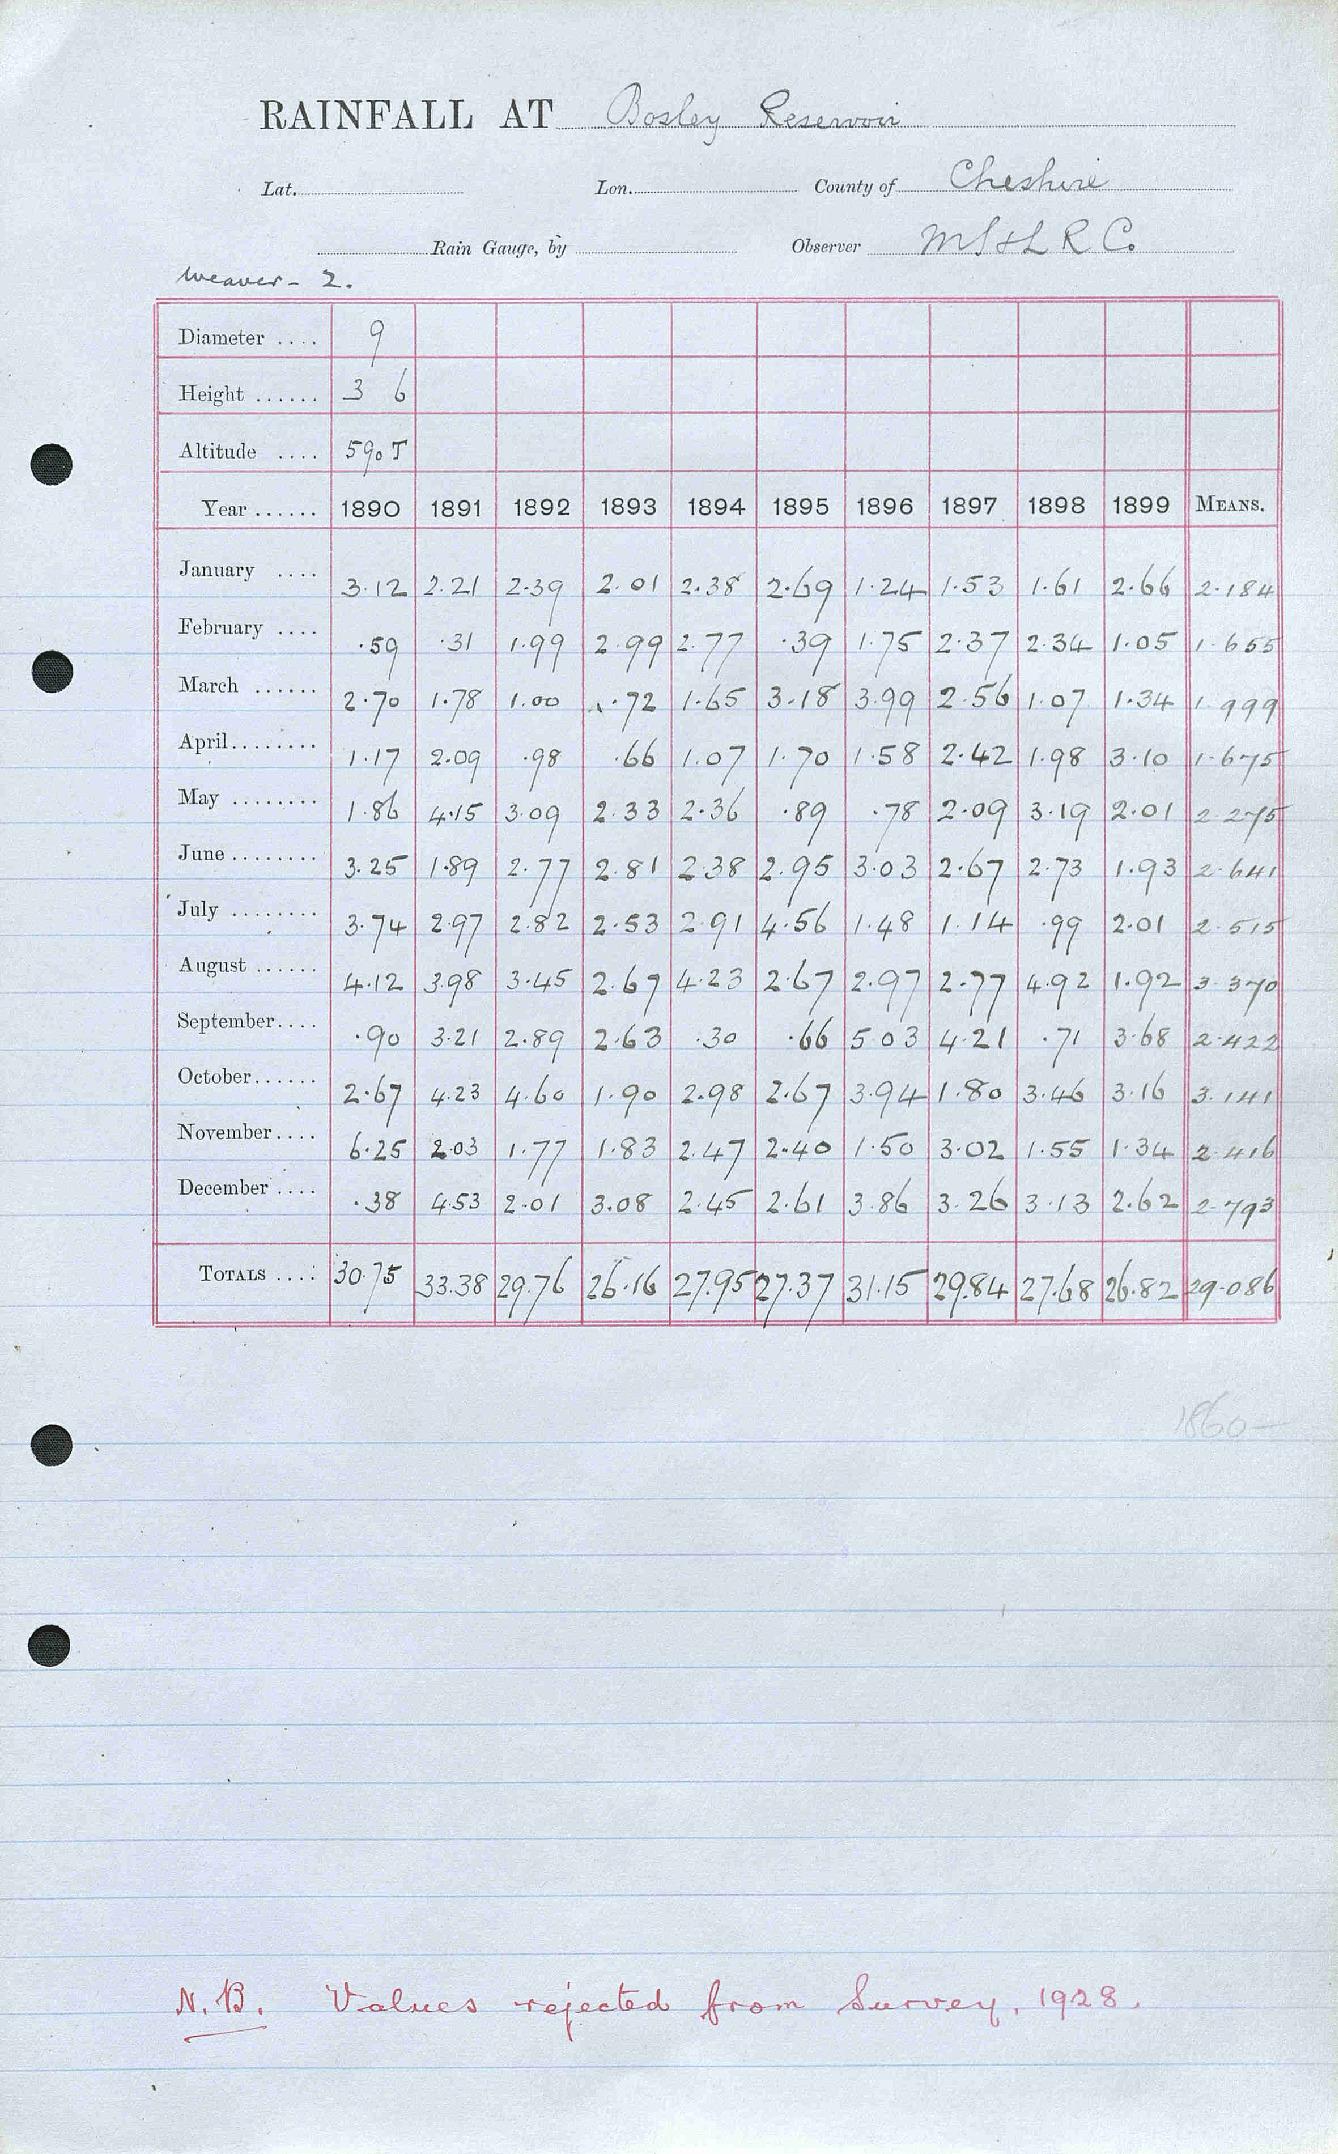 RAINFALL AT Bosley Reservoir
Lat. Lon. County of Cheshire
Rain Gauge, by Observer M S & L R Co.
Weaver - 2.
Diameter .... 9
Height ...... 3 6
Altitude .... 590 T
Year ...... 1890 1891 1892 1893 1894 1895 1896 1897 1898 1899 MEANS.
January .... 3.12 2.21 2.39 2.01 2.38 2.69 1.24 1.53 1.61 2.66 2.184
February .... .59 .31 1.99 2.99 2.77 .39 1.75 2.37 2.34 1.05 1.655
March ...... 2.70 1.78 1.00 .72 1.65 3.18 3.99 2.56 1.07 1.34 1.999
April ........ 1.17 2.09 .98 .66 1.07 1.70 1.58 2.42 1.98 3.10 1.675
May ........ 1.86 4.15 3.09 2.33 2.36 .89 .78 2.09 3.19 2.01 2.275
June ........ 3.25 1.89 2.77 2.81 2.38 2.95 3.03 2.67 2.73 1.93 2.641
July ........ 3.74 2.97 2.82 2.53 2.91 4.56 1.48 1.14 .99 2.01 2.515
August ...... 4.12 3.98 3.45 2.67 4.23 2.67 2.97 2.77 4.92 1.92 3.370
September .... .90 3.21 2.89 2.63 .30 .66 5.03 4.21 .71 3.68 2.422
October ...... 2.67 4.23 4.60 1.90 2.98 2.67 3.94 1.80 3.46 3.16 3.141
November .... 6.25 2.03 1.77 1.83 2.47 2.40 1.50 3.02 1.55 1.34 2.416
December .... .38 4.53 2.01 3.08 2.45 2.61 3.86 3.26 3.13 2.62 2.793
TOTALS .... 30.75 33.38 29.76 26.16 27.95 27.37 31.15 29.84 27.68 26.82 29.086
1860-
N.B. Values rejected from Survey, 1928.